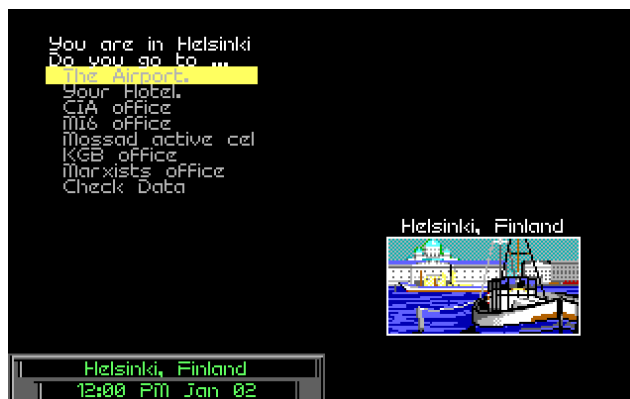 You are in Helsinki
Do you go to ...
The Airport.
Your Hotel.
CIA office
MI6 office
Mossad active cel
KGB office
Marxists office
Check Data
Helsinki, Finland
Helsinki, Finland
12:00 PM Jan 02